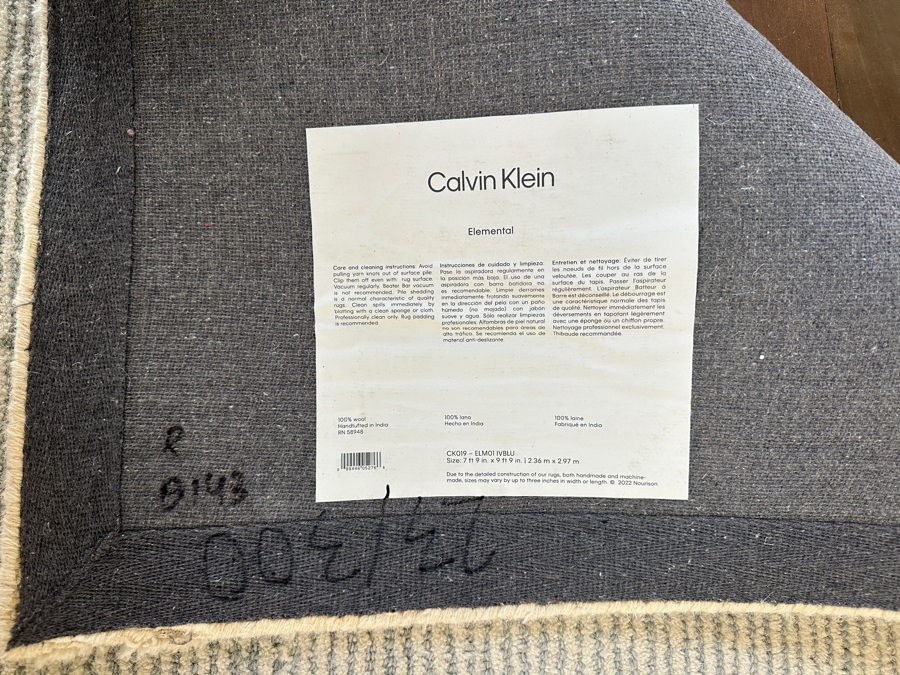 Calvin Klein
Elemental
Care and cleaning instructions: Avoid
pulling yarn knots out of surface pile.
Clip them off even with rug surface.
Vacuum regularly. Beater Bar vacuum
is not recommended. Pile shedding
is a normal characteristic of quality
rugs. Clean spills immediately by
blotting with a clean sponge or cloth.
Professionally clean only. Rug padding
is recommended.
Instrucciones de cuidado y limpieza:
Pase la aspiradora regularmente en
la posición más baja. El uso de una
aspiradora con barra batidora no
es recomendable. Limpie derrames
inmediatamente frotando suavemente
en la dirección del pelo con un paño
húmedo (no mojado) con jabón
suave y agua. Sólo realizar limpiezas
profesionales. Alfombras de piel natural
no son recomendables para áreas de
alto tráfico. Se recomienda el uso de
material anti-deslizante.
Entretien et nettoyage: Éviter de tirer
les noeuds de fil hors de la surface
veloutée. Les couper au ras de la
surface du tapis. Passer l'aspirateur
régulièrement. L'aspirateur Batteur à
Barre est déconseillé. Le débourrage est
une caractéristique normale des tapis
de qualité. Nettoyer immédiatement les
déversements en tapotant légèrement
avec une éponge ou un chiffon propre.
Nettoyage professionnel exclusivement.
Thibaude recommandée.
100% wool
Handtufted in India
RN 58948
100% lana
Hecho en India
100% laine
Fabriqué en India
CK019 – ELM01 IVBLU
Size: 7 ft 9 in. x 9 ft 9 in. | 2.36 m x 2.97 m
Due to the detailed construction of our rugs, both handmade and machine-
made, sizes may vary by up to three inches in width or length. © 2022 Nourison
R